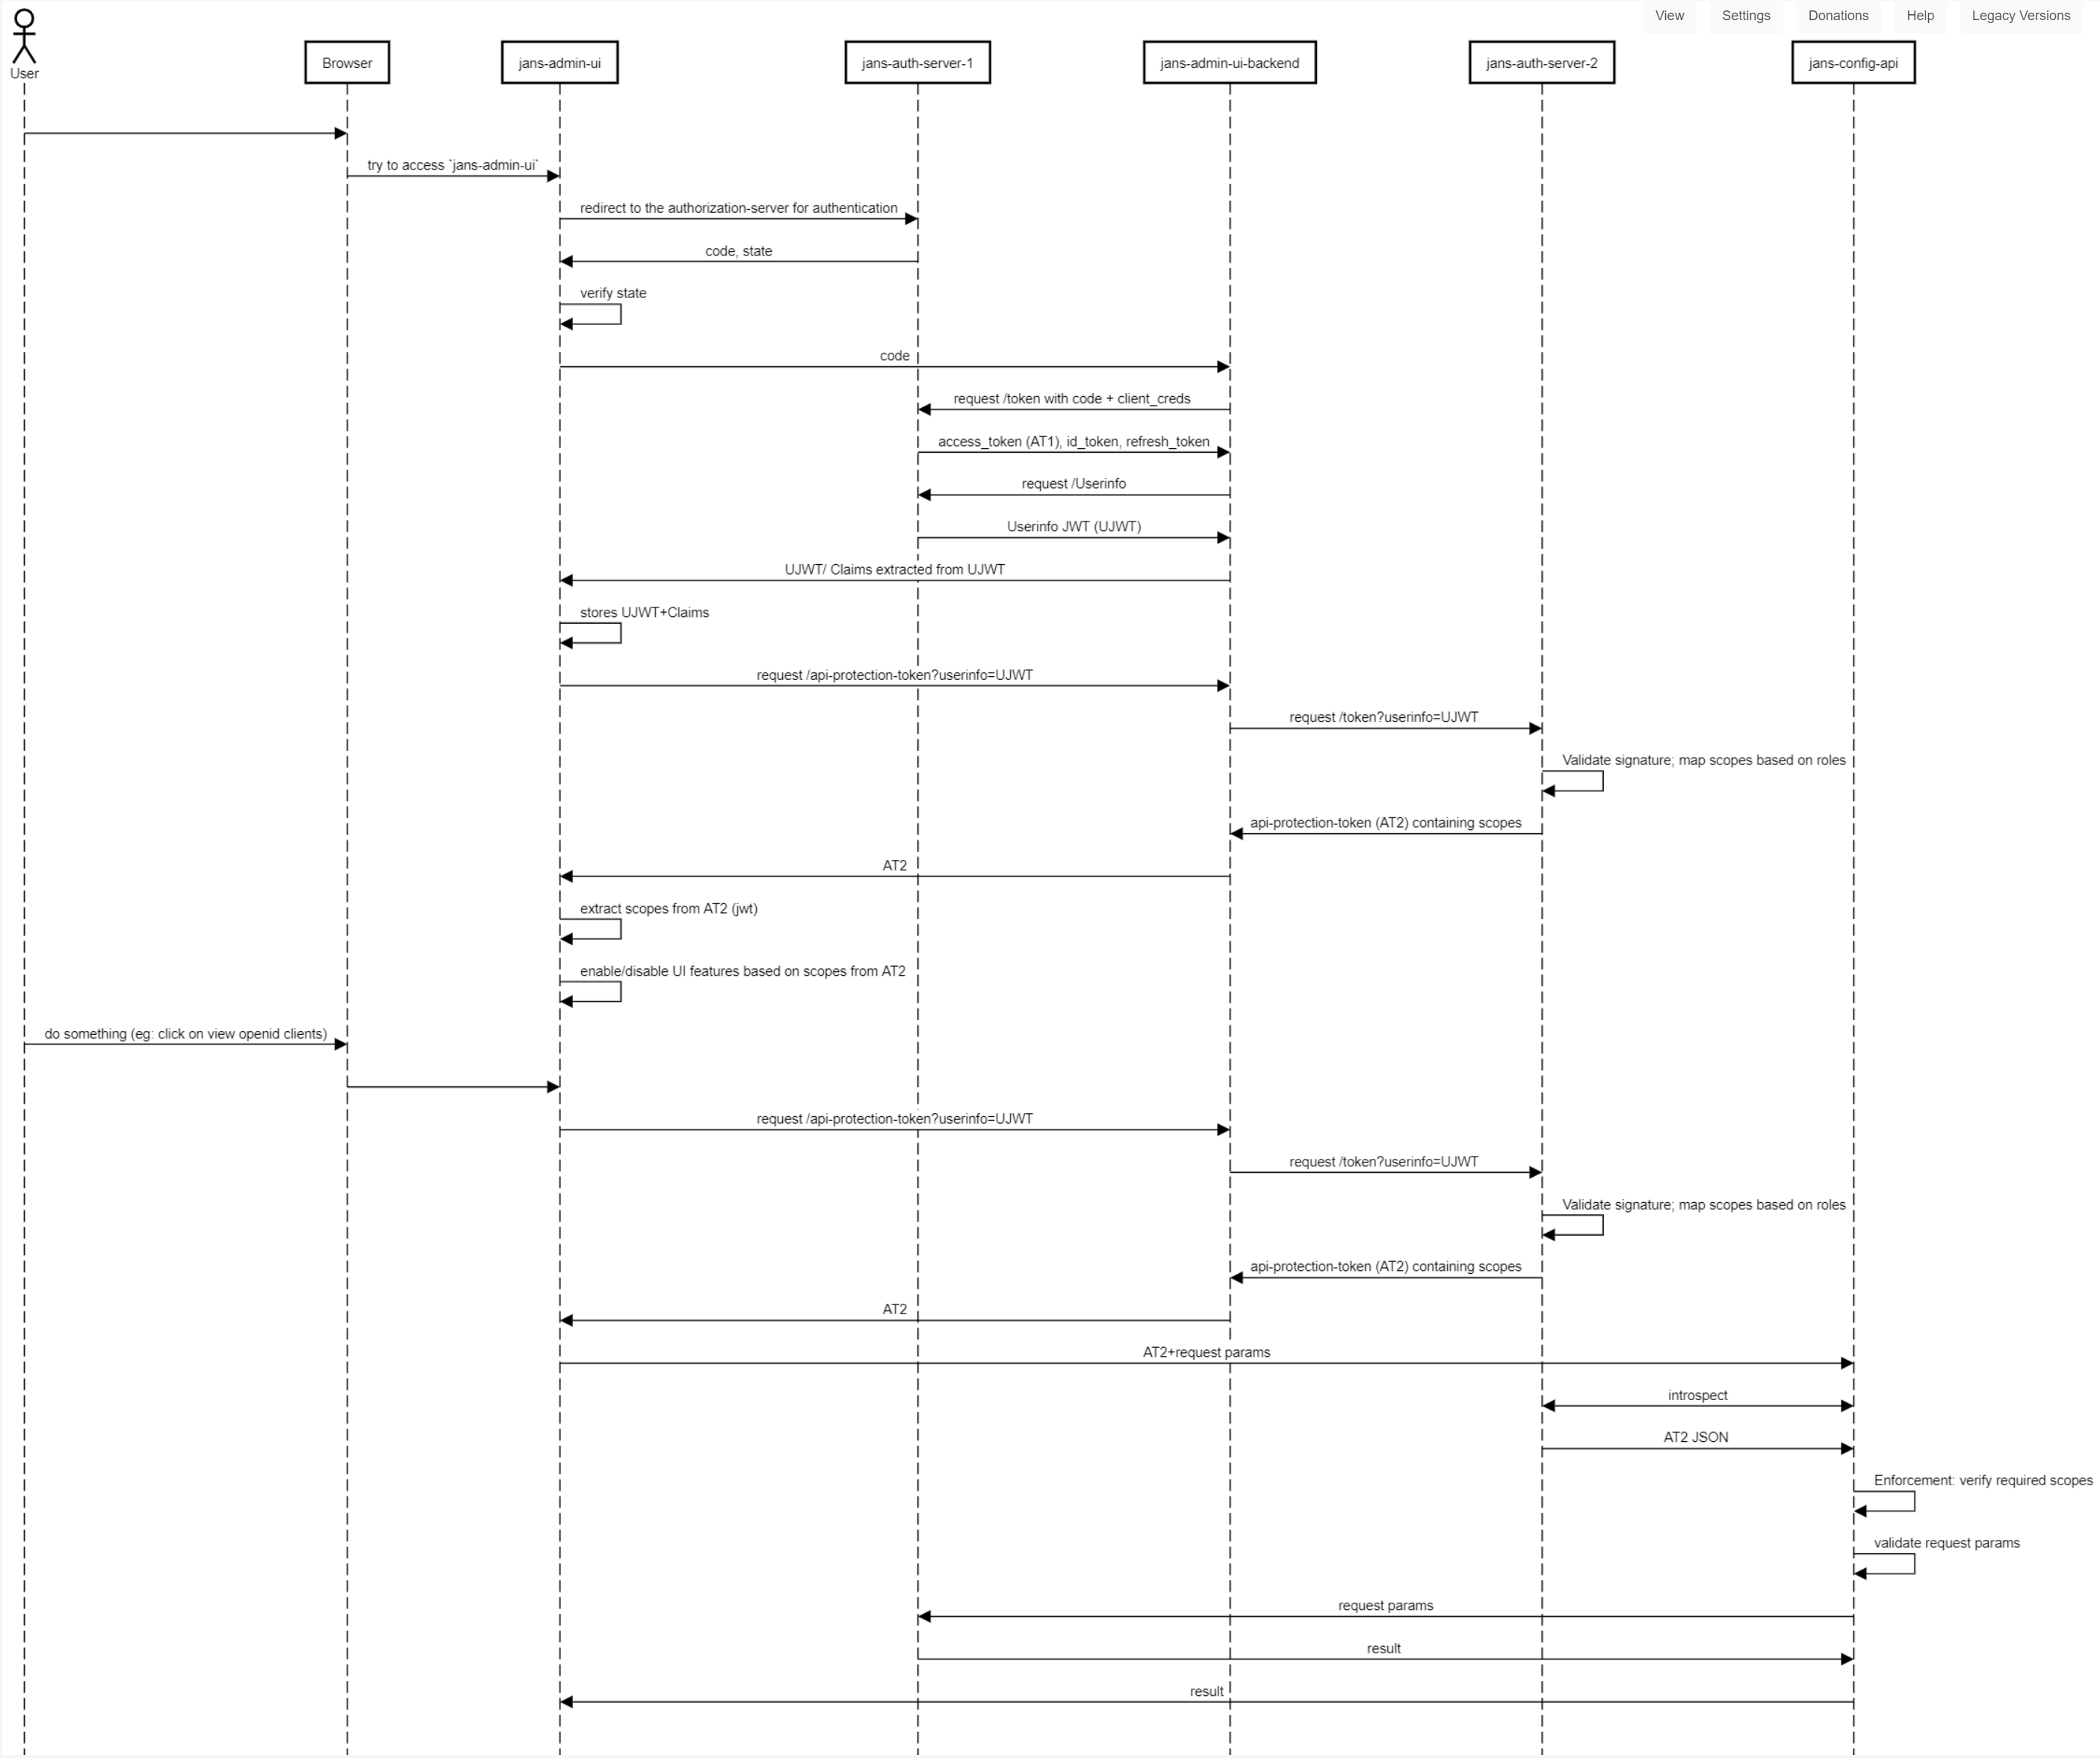 View
Settings
Donations
Help
Legacy Versions
User
Browser
jans-admin-ui
jans-auth-server-1
jans-admin-ui-backend
jans-auth-server-2
jans-config-api
try to access `jans-admin-ui`
redirect to the authorization-server for authentication
code, state
verify state
code
request /token with code + client_creds
access_token (AT1), id_token, refresh_token
request /Userinfo
Userinfo JWT (UJWT)
UJWT/ Claims extracted from UJWT
stores UJWT+Claims
request /api-protection-token?userinfo=UJWT
request /token?userinfo=UJWT
Validate signature; map scopes based on roles
api-protection-token (AT2) containing scopes
AT2
extract scopes from AT2 (jwt)
enable/disable UI features based on scopes from AT2
do something (eg: click on view openid clients)
request /api-protection-token?userinfo=UJWT
request /token?userinfo=UJWT
Validate signature; map scopes based on roles
api-protection-token (AT2) containing scopes
AT2
AT2+request params
introspect
AT2 JSON
Enforcement: verify required scopes
validate request params
request params
result
result